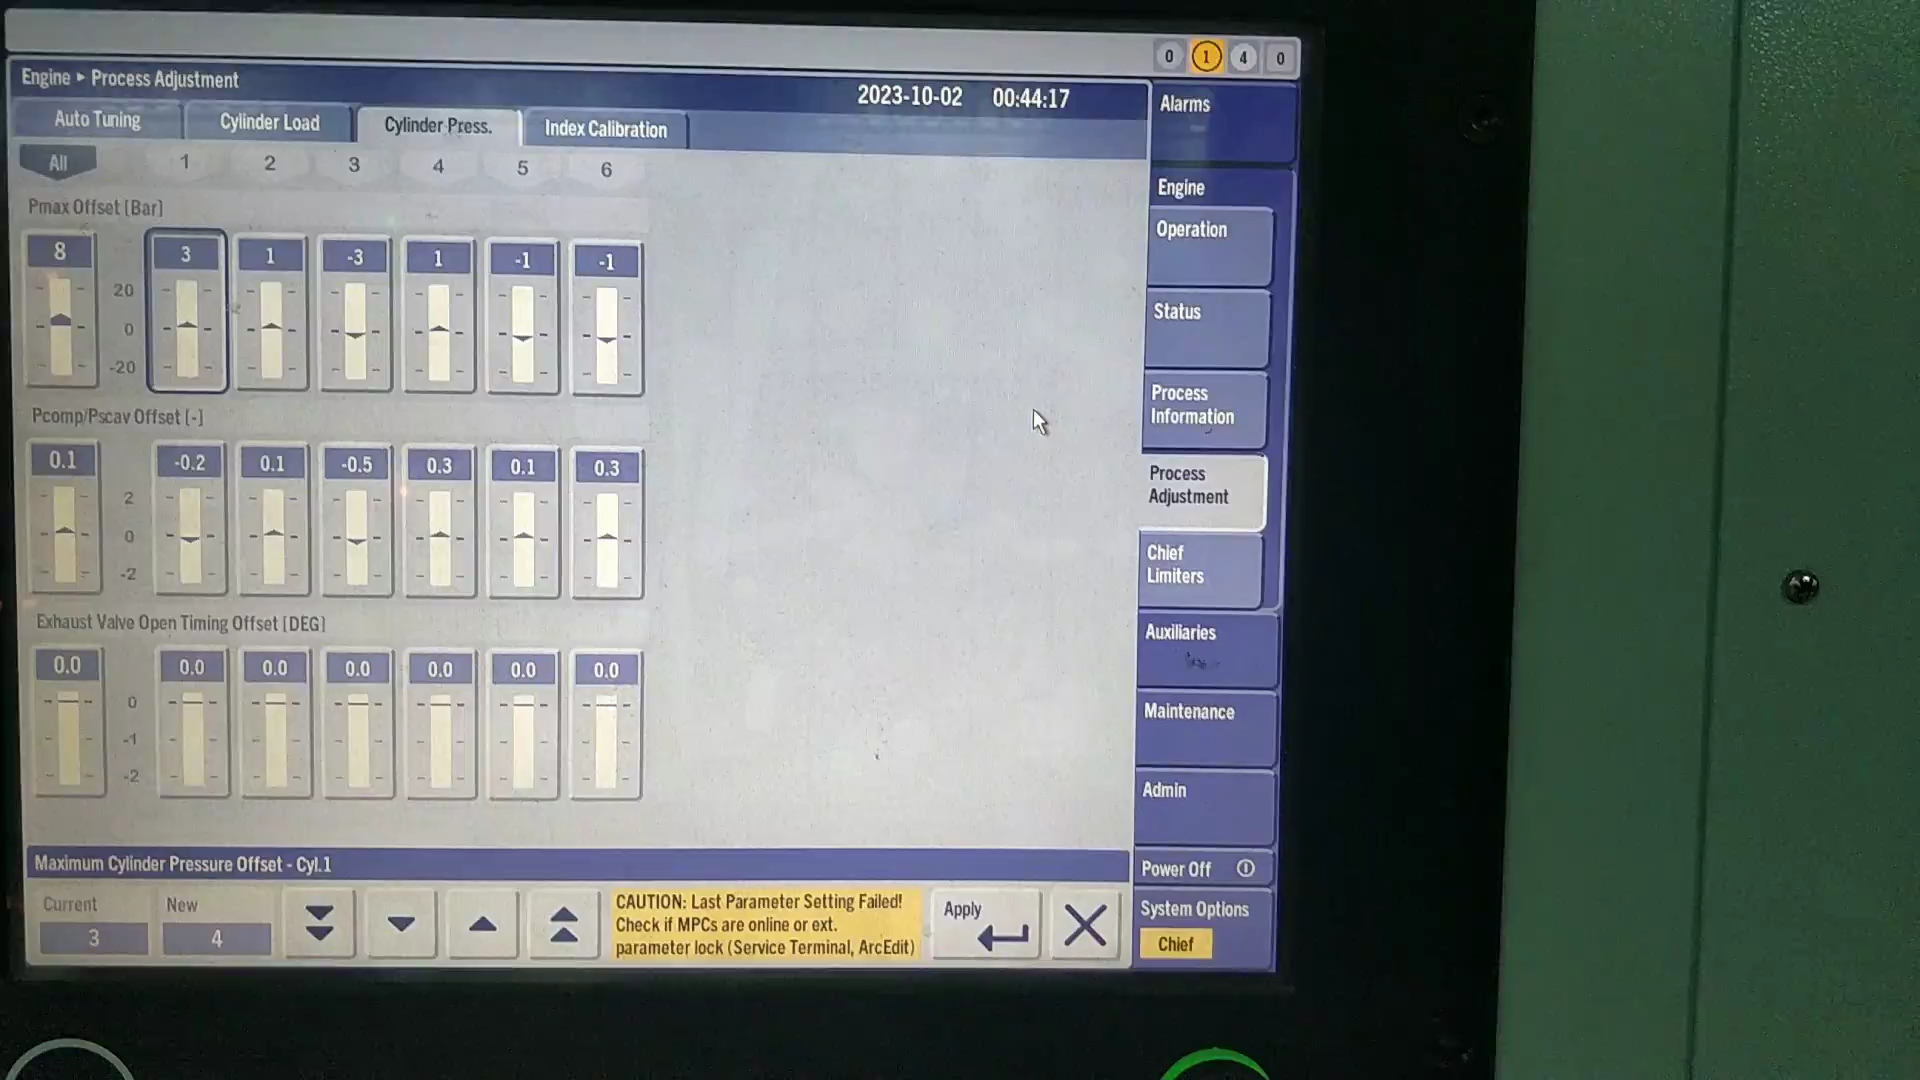 0 1 4 0
Engine ▸ Process Adjustment
2023-10-02 00:44:17
Auto Tuning Cylinder Load Cylinder Press. Index Calibration
All 1 2 3 4 5 6
Pmax Offset [Bar]
8 3 1 -3 1 -1 -1
20
0
-20
Pcomp/Pscav Offset [-]
0.1 -0.2 0.1 -0.5 0.3 0.1 0.3
2
0
-2
Exhaust Valve Open Timing Offset [DEG]
0.0 0.0 0.0 0.0 0.0 0.0 0.0
0
-1
-2
Maximum Cylinder Pressure Offset - Cyl.1
Current New
3 4
CAUTION: Last Parameter Setting Failed!
Check if MPCs are online or ext.
parameter lock (Service Terminal, ArcEdit)
Apply
Alarms
Engine
Operation
Status
Process
Information
Process
Adjustment
Chief
Limiters
Auxiliaries
Maintenance
Admin
Power Off
System Options
Chief